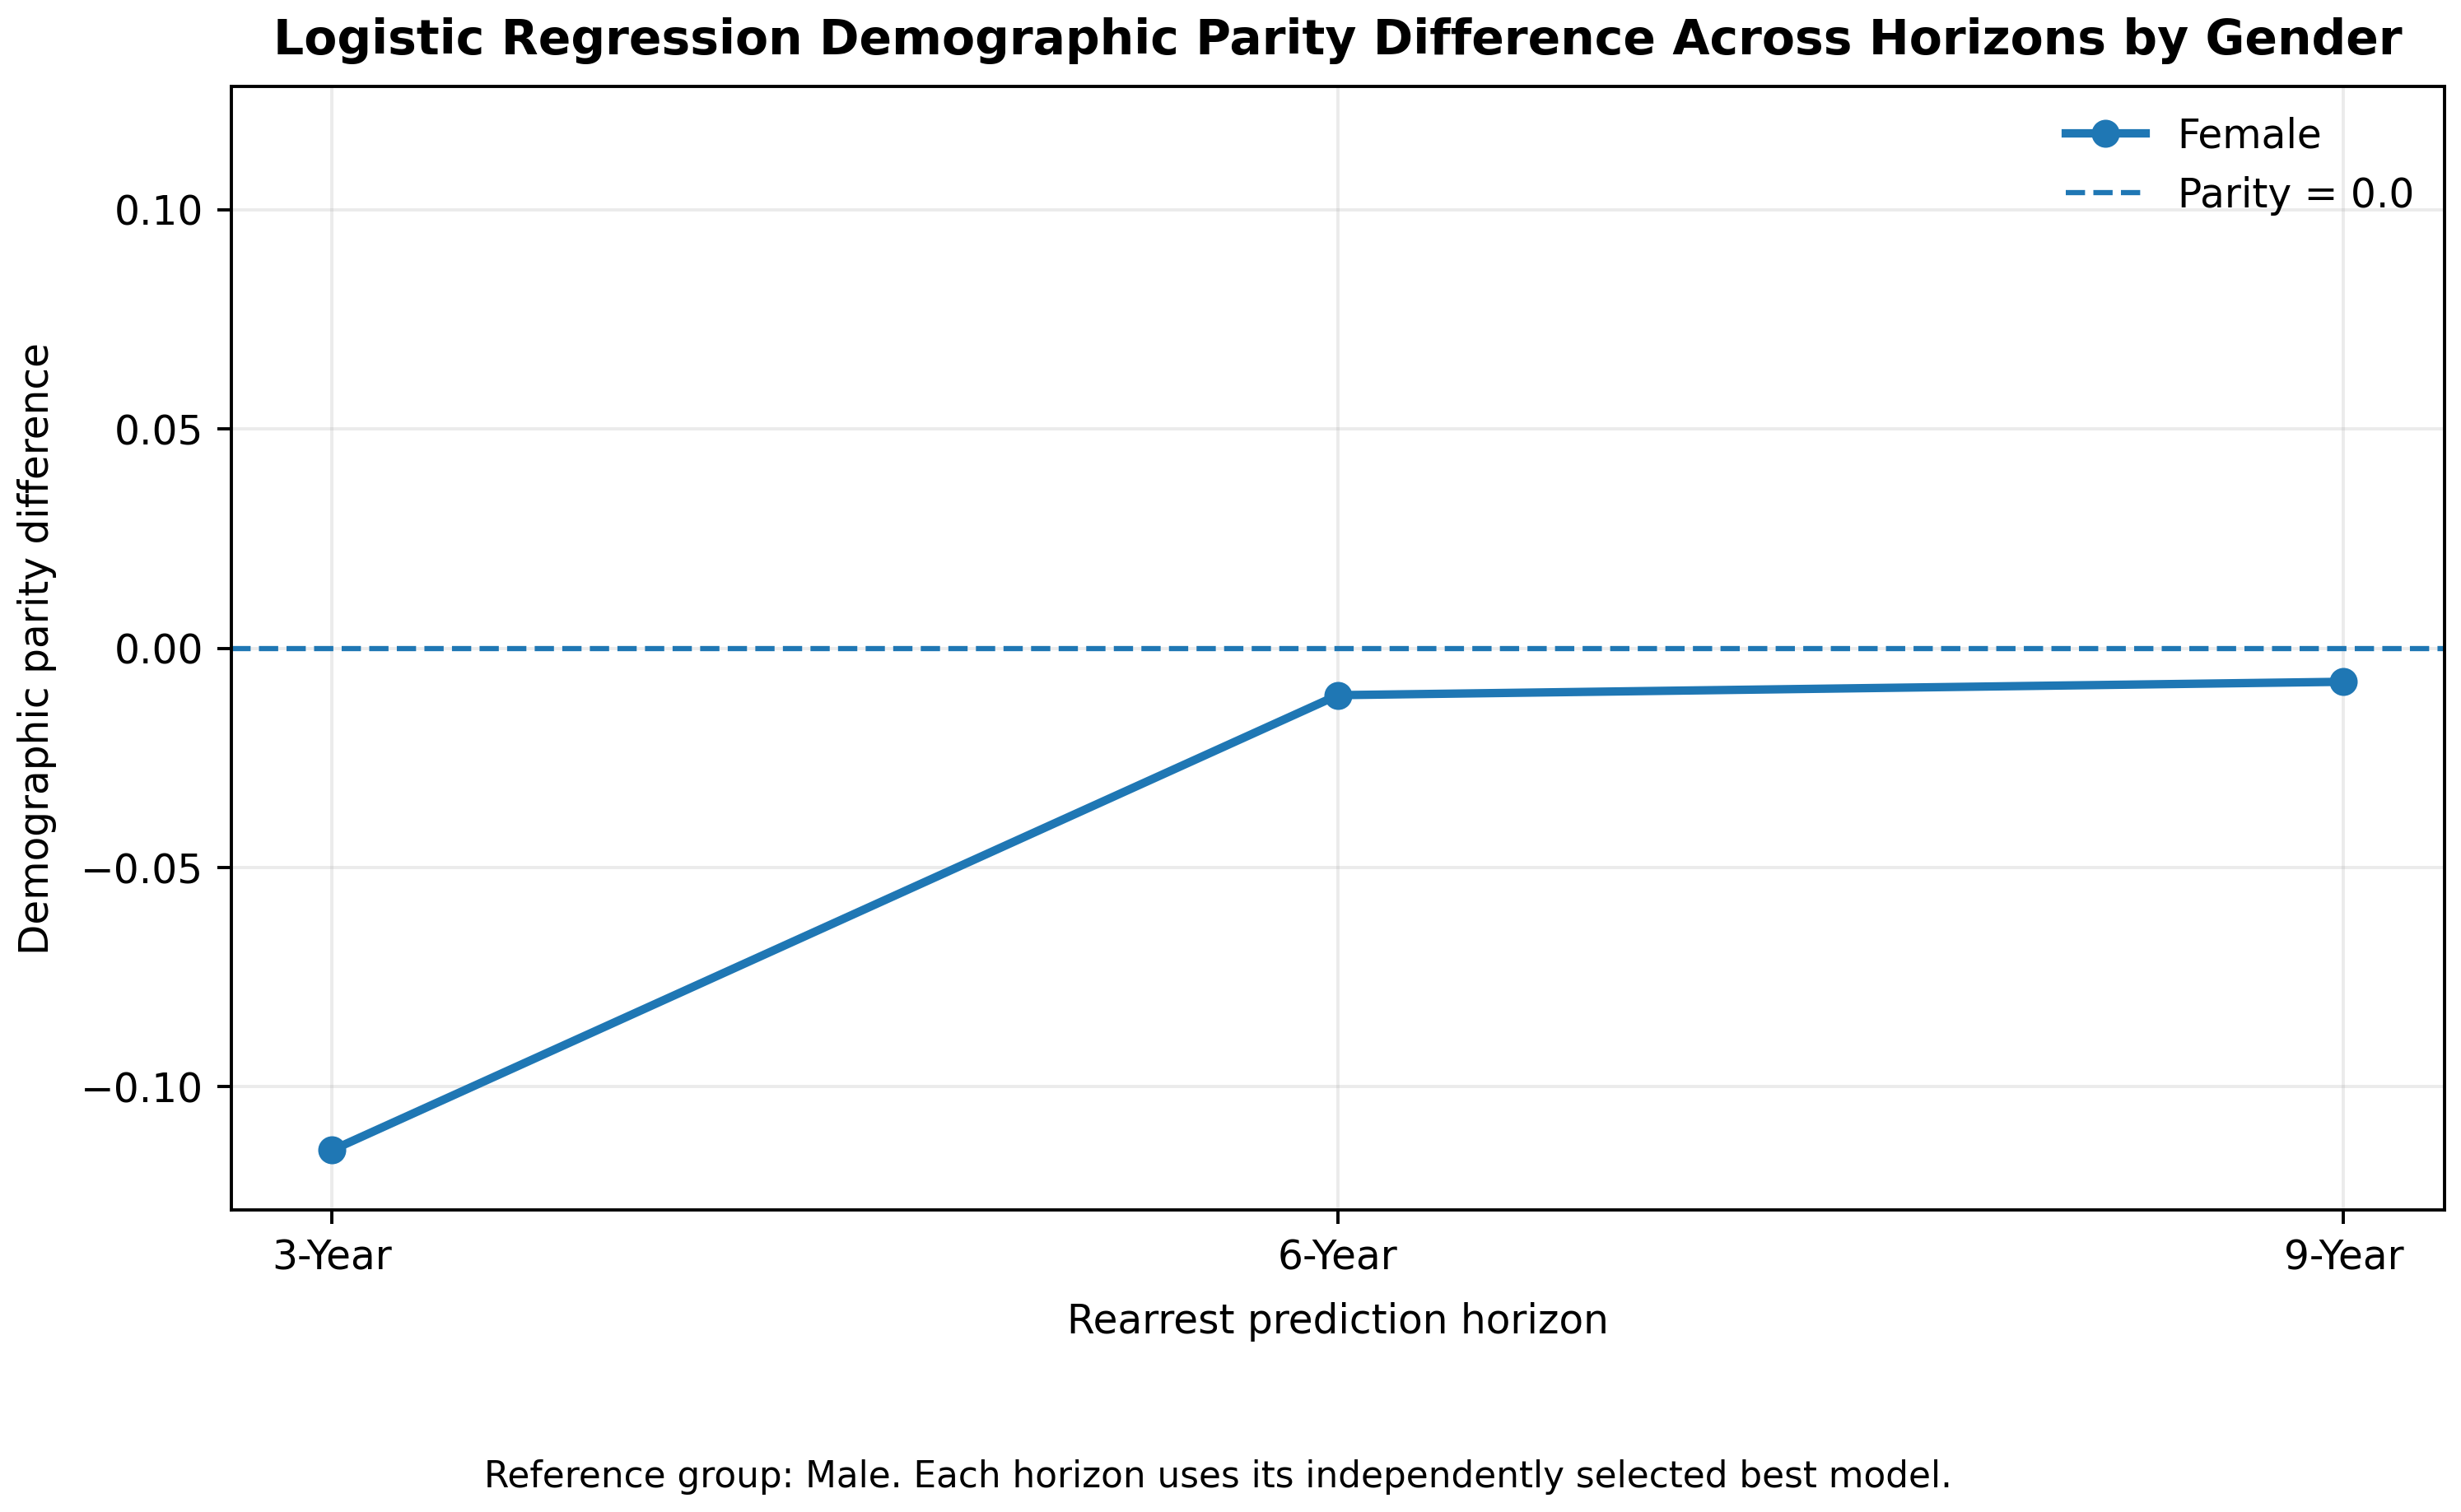 Logistic Regression Demographic Parity Difference Across Horizons by Gender
Female
Parity = 0.0
Demographic parity difference
0.10
0.05
0.00
−0.05
−0.10
3-Year
6-Year
9-Year
Rearrest prediction horizon
Reference group: Male. Each horizon uses its independently selected best model.